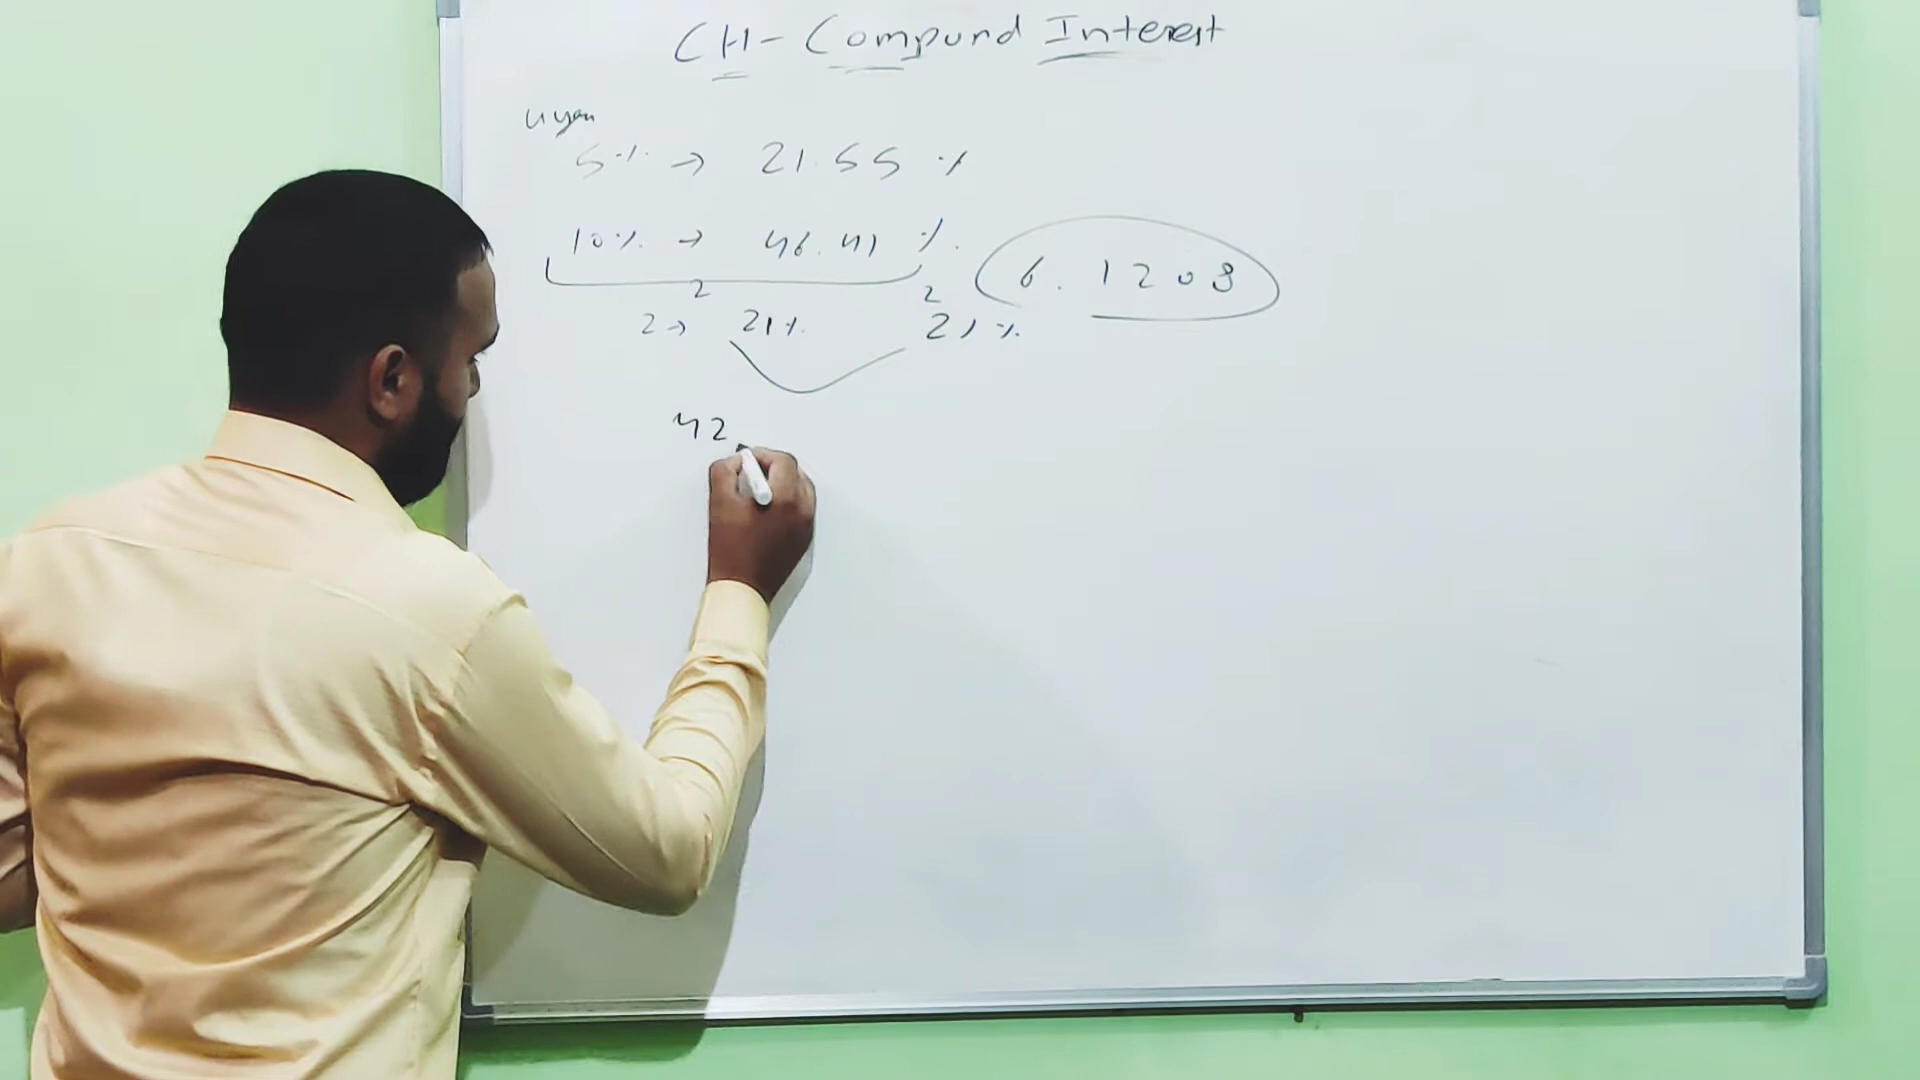 CH - Compund Interest
4 year
5% → 21.55 %
10% → 46.41 %.
6.1208
2 2
2 → 21% 21%
42